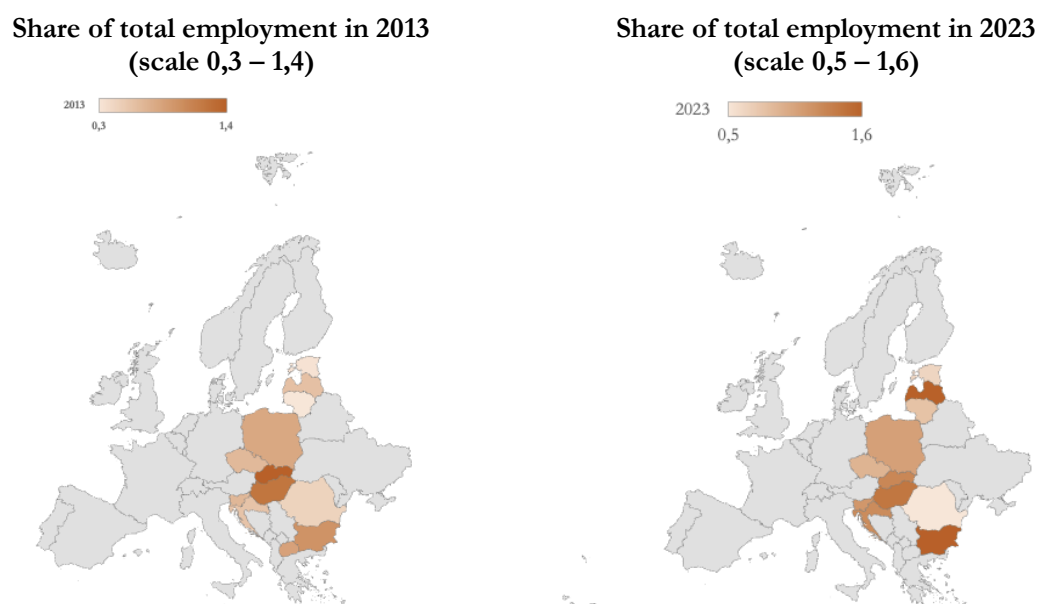 Share of total employment in 2013
(scale 0,3 – 1,4)
2013
0,3 1,4
Share of total employment in 2023
(scale 0,5 – 1,6)
2023
0,5 1,6